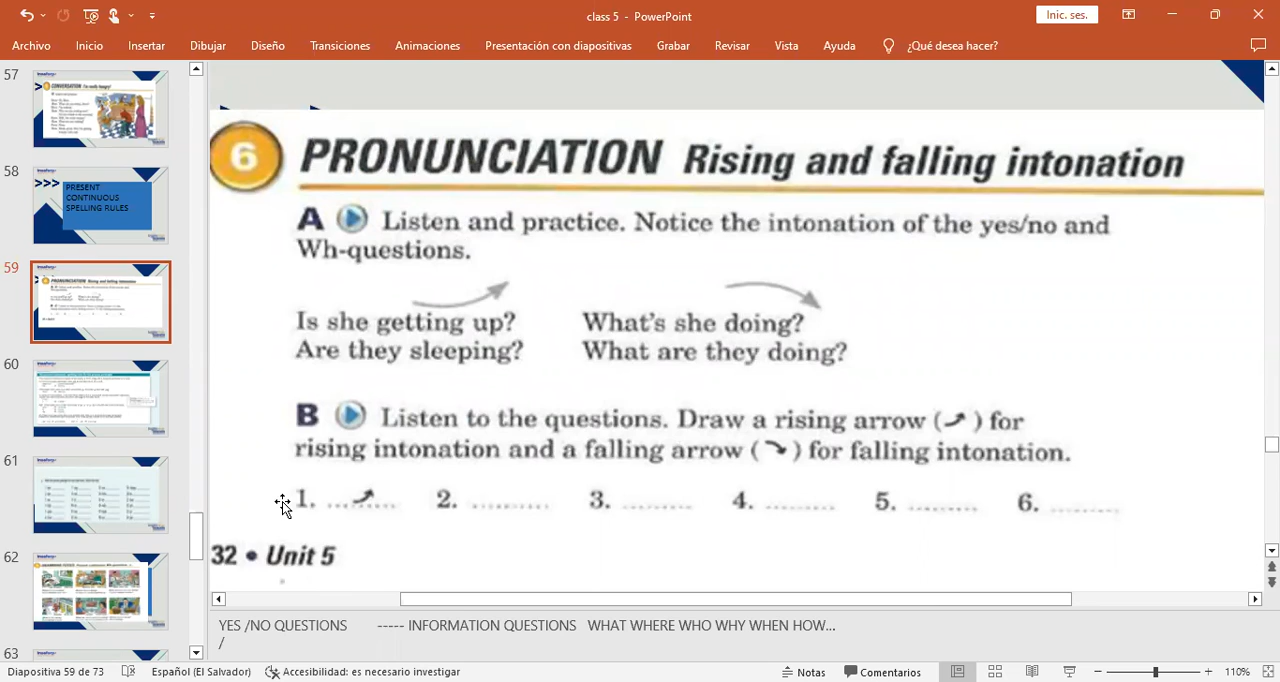 class 5 - PowerPoint
Inic. ses.
Archivo Inicio Insertar Dibujar Diseño Transiciones Animaciones Presentación con diapositivas Grabar Revisar Vista Ayuda ¿Qué desea hacer?
57
58
PRESENT
CONTINUOUS
SPELLING RULES
59
60
61
62
63
6 PRONUNCIATION Rising and falling intonation
A Listen and practice. Notice the intonation of the yes/no and
Wh-questions.
Is she getting up? What's she doing?
Are they sleeping? What are they doing?
B Listen to the questions. Draw a rising arrow ( ) for
rising intonation and a falling arrow ( ) for falling intonation.
1. 2. 3. 4. 5. 6.
32 • Unit 5
YES /NO QUESTIONS ----- INFORMATION QUESTIONS WHAT WHERE WHO WHY WHEN HOW...
/
Diapositiva 59 de 73 Español (El Salvador) Accesibilidad: es necesario investigar Notas Comentarios 110%